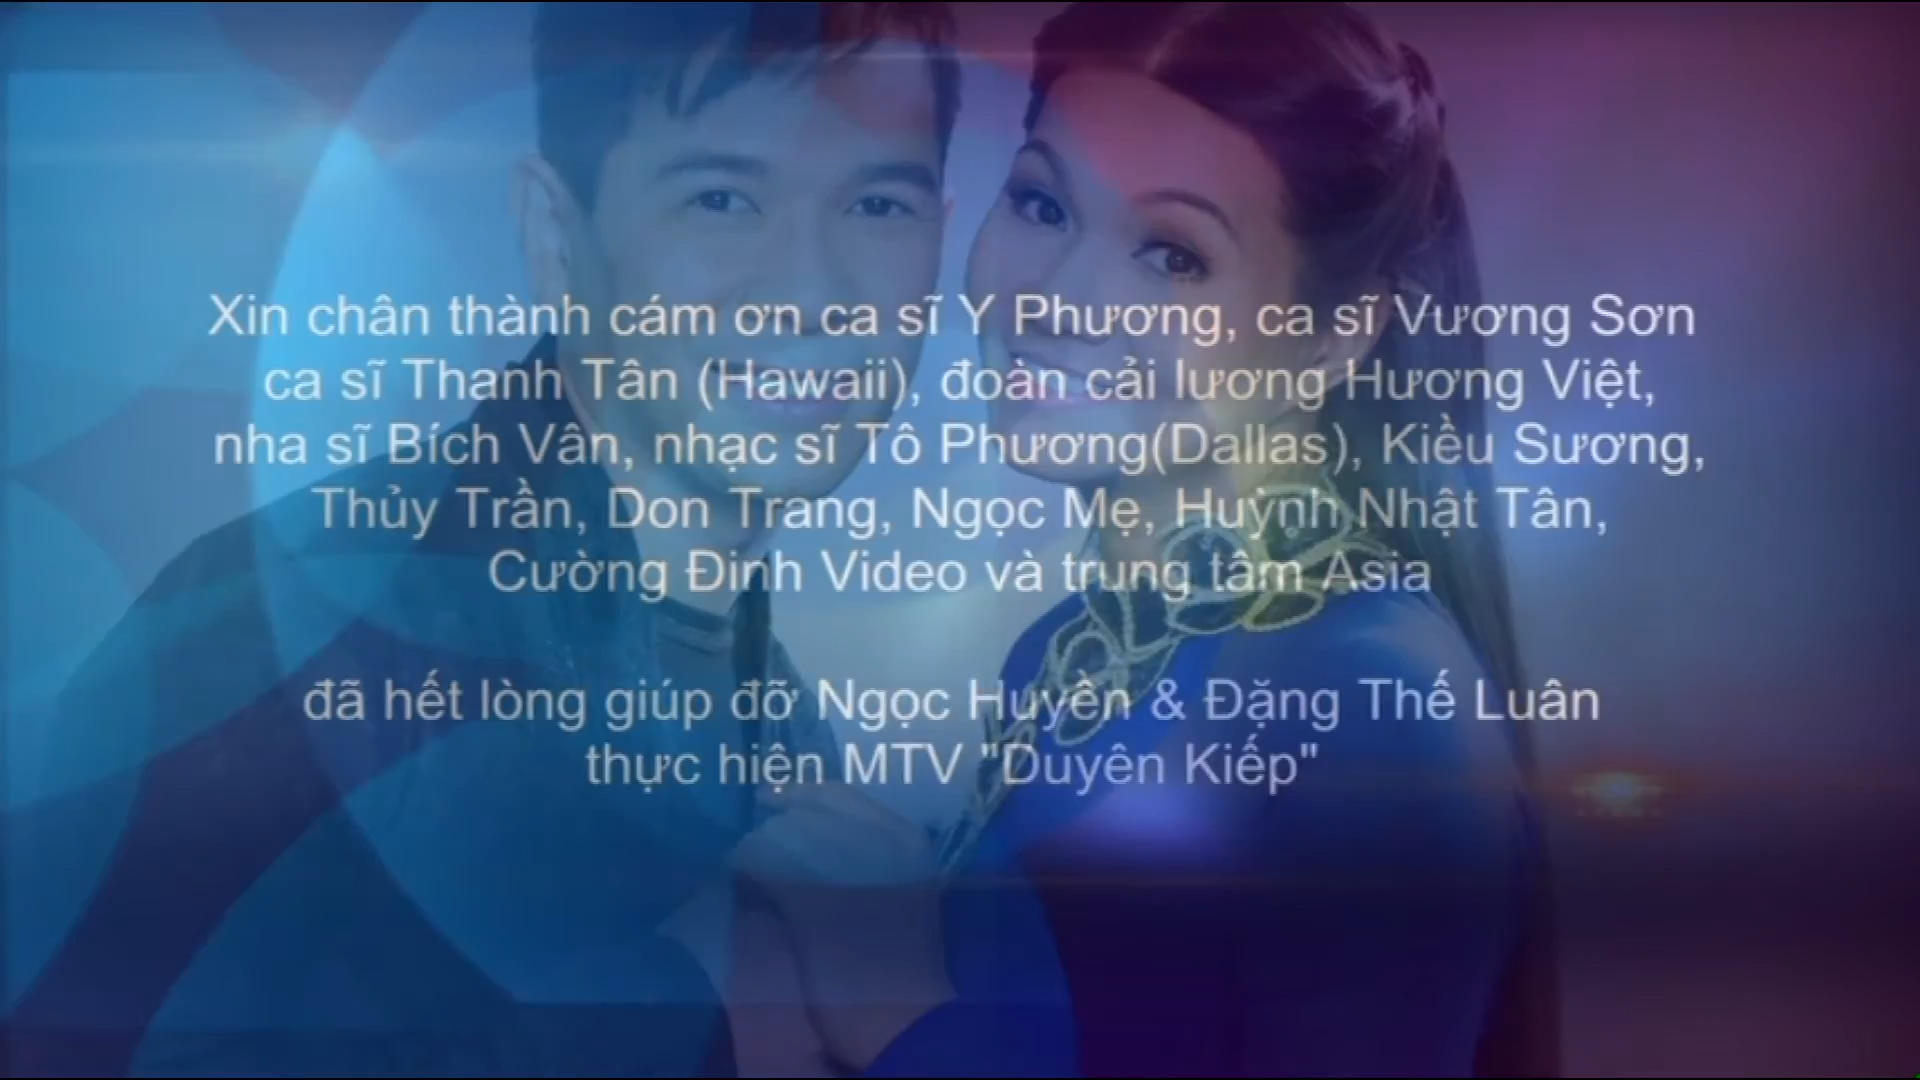 Xin chân thành cám ơn ca sĩ Y Phương, ca sĩ Vương Sơn
ca sĩ Thanh Tân (Hawaii), đoàn cải lương Hương Việt,
nha sĩ Bích Vân, nhạc sĩ Tô Phương(Dallas), Kiều Sương,
Thủy Trần, Don Trang, Ngọc Mẹ, Huỳnh Nhật Tân,
Cường Đinh Video và trung tâm Asia
đã hết lòng giúp đỡ Ngọc Huyền & Đặng Thế Luân
thực hiện MTV "Duyên Kiếp"